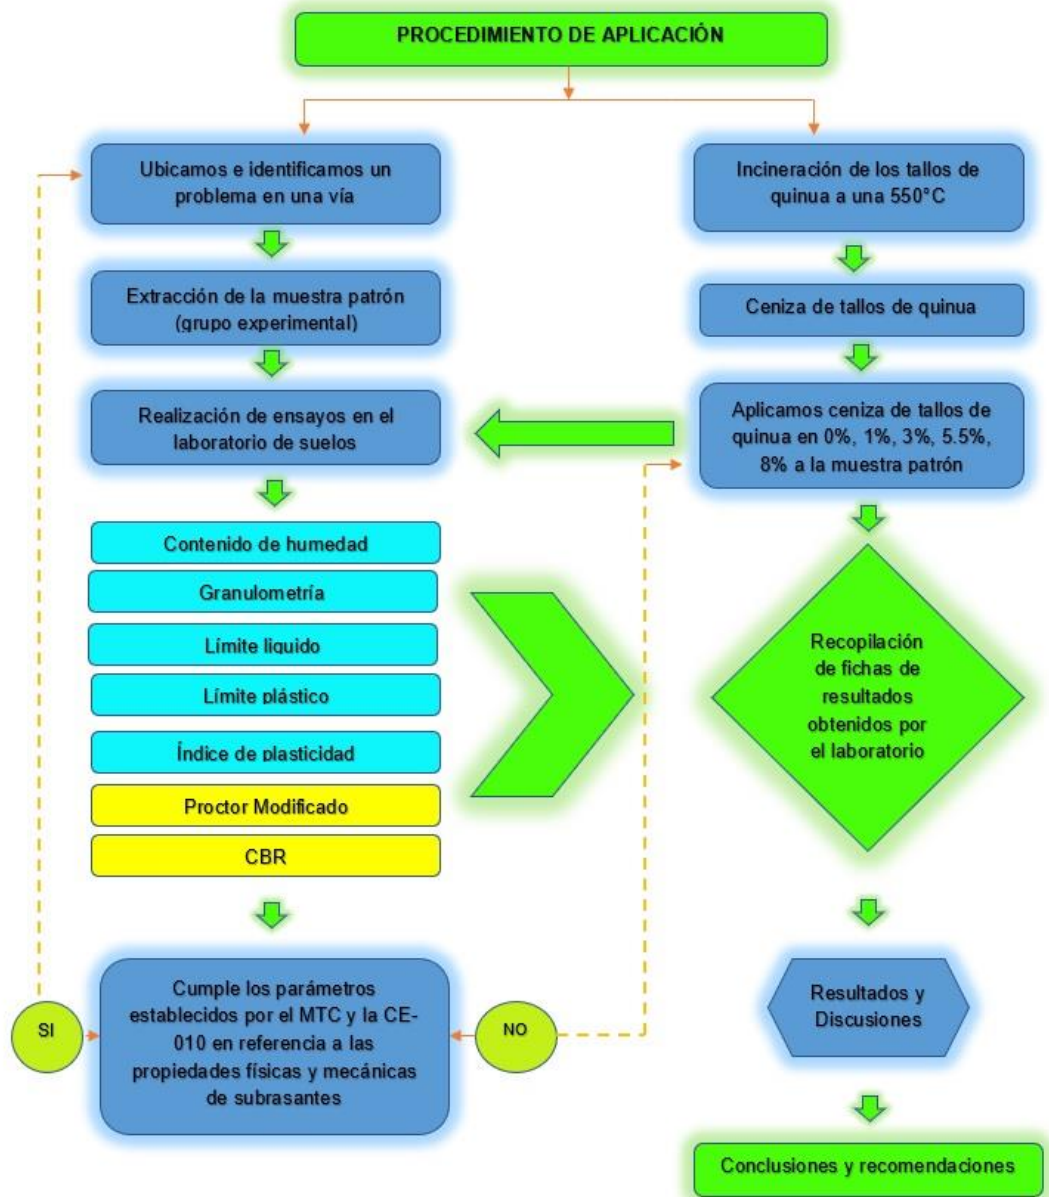 PROCEDIMIENTO DE APLICACIÓN
Ubicamos e identificamos un
problema en una vía
Extracción de la muestra patrón
(grupo experimental)
Realización de ensayos en el
laboratorio de suelos
Contenido de humedad
Granulometría
Límite liquido
Límite plástico
Índice de plasticidad
Proctor Modificado
CBR
Cumple los parámetros
establecidos por el MTC y la CE-
010 en referencia a las
propiedades físicas y mecánicas
de subrasantes
SI
NO
Incineración de los tallos de
quinua a una 550°C
Ceniza de tallos de quinua
Aplicamos ceniza de tallos de
quinua en 0%, 1%, 3%, 5.5%,
8% a la muestra patrón
Recopilación
de fichas de
resultados
obtenidos por
el laboratorio
Resultados y
Discusiones
Conclusiones y recomendaciones